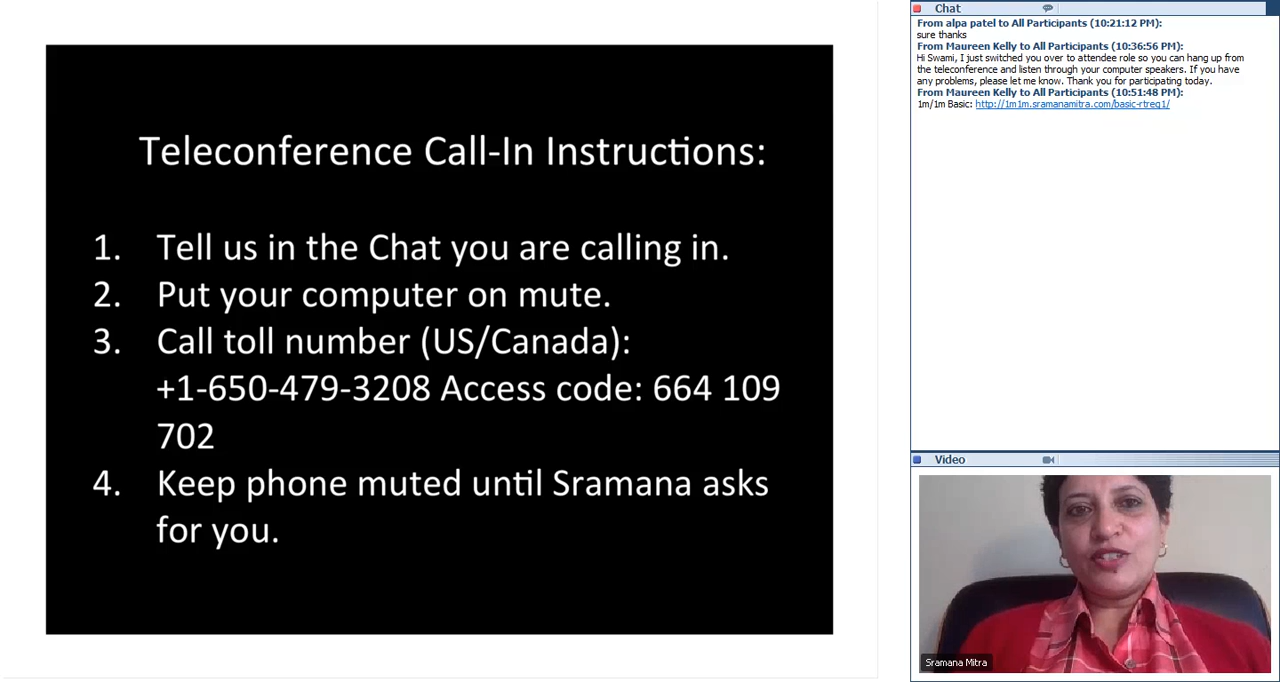 Teleconference Call-In Instructions:
1. Tell us in the Chat you are calling in.
2. Put your computer on mute.
3. Call toll number (US/Canada):
+1-650-479-3208 Access code: 664 109
702
4. Keep phone muted until Sramana asks
for you.
Chat
From alpa patel to All Participants (10:21:12 PM):
sure thanks
From Maureen Kelly to All Participants (10:36:56 PM):
Hi Swami, I just switched you over to attendee role so you can hang up from
the teleconference and listen through your computer speakers. If you have
any problems, please let me know. Thank you for participating today.
From Maureen Kelly to All Participants (10:51:48 PM):
1m/1m Basic: http://1m1m.sramanamitra.com/basic-rtreg1/
Video
Sramana Mitra